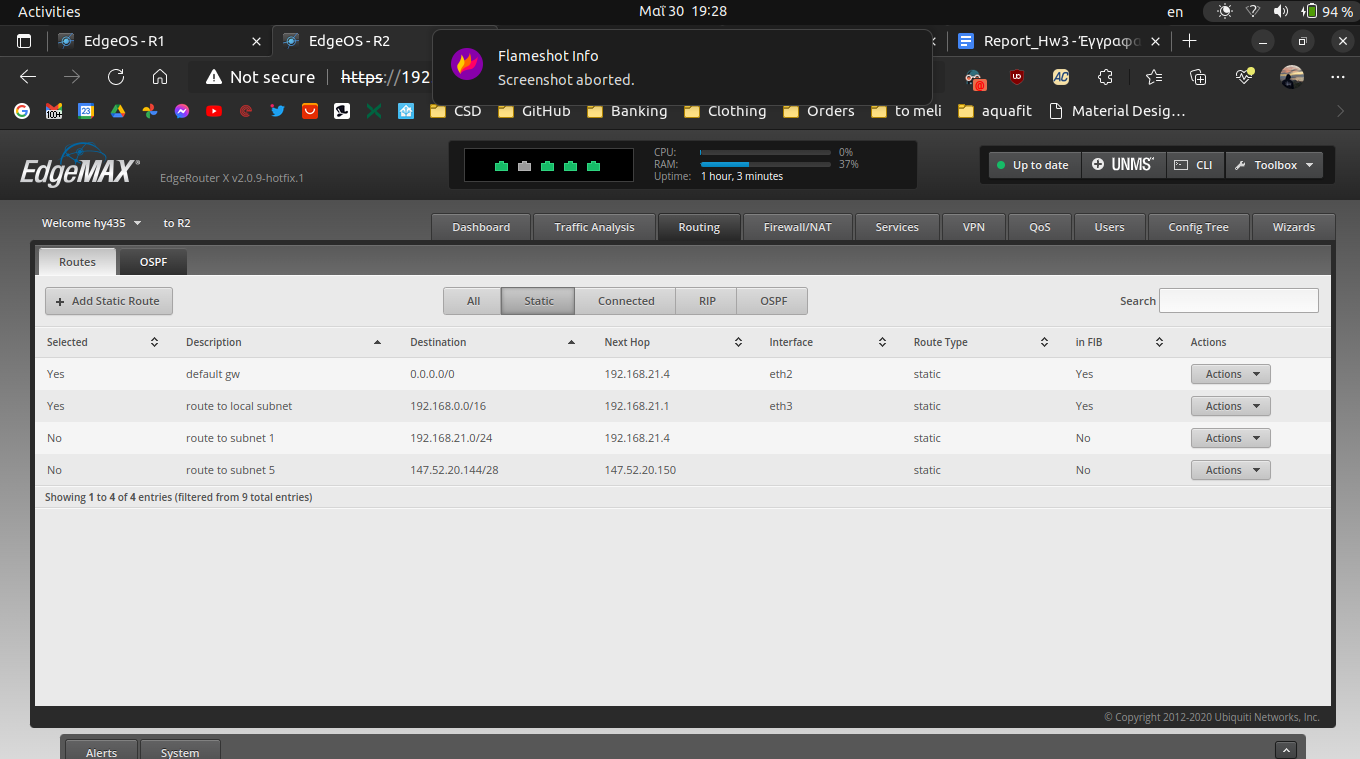 Activities
Μαΐ 30 19:28
en
94 %
EdgeOS - R1
EdgeOS - R2
Report_Hw3 - Έγγραφα
Flameshot Info
Screenshot aborted.
Not secure
https://192
CSD
GitHub
Banking
Clothing
Orders
to meli
aquafit
Material Desig…
EdgeMAX
EdgeRouter X v2.0.9-hotfix.1
CPU: 0%
RAM: 37%
Uptime: 1 hour, 3 minutes
Up to date
UNMS
CLI
Toolbox
Welcome hy435
to R2
Dashboard
Traffic Analysis
Routing
Firewall/NAT
Services
VPN
QoS
Users
Config Tree
Wizards
Routes
OSPF
+ Add Static Route
All
Static
Connected
RIP
OSPF
Search
Selected Description Destination Next Hop Interface Route Type in FIB Actions
Yes default gw 0.0.0.0/0 192.168.21.4 eth2 static Yes Actions
Yes route to local subnet 192.168.0.0/16 192.168.21.1 eth3 static Yes Actions
No route to subnet 1 192.168.21.0/24 192.168.21.4 static No Actions
No route to subnet 5 147.52.20.144/28 147.52.20.150 static No Actions
Showing 1 to 4 of 4 entries (filtered from 9 total entries)
© Copyright 2012-2020 Ubiquiti Networks, Inc.
Alerts
System